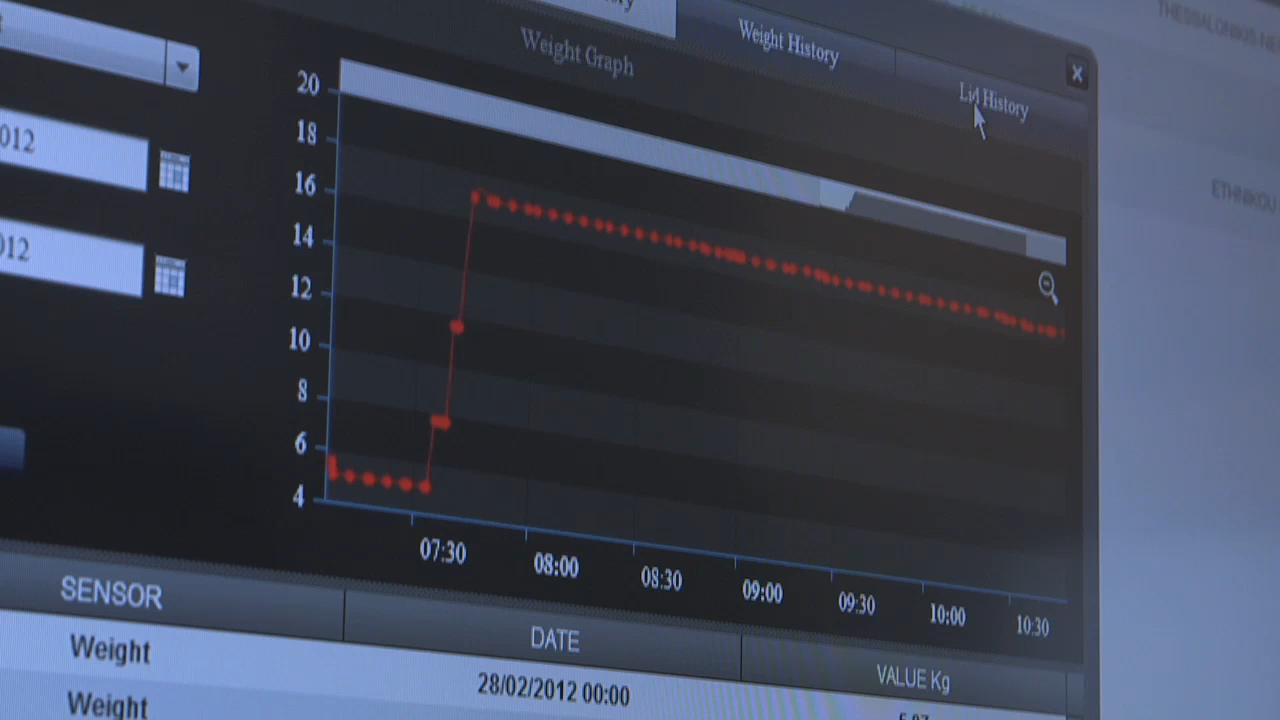 Weight History
Lid History
Weight Graph
20
18
16
14
12
10
8
6
4
012
012
07:30
08:00
08:30
09:00
09:30
10:00
10:30
SENSOR
DATE
VALUE Kg
Weight
28/02/2012 00:00
Weight
ETHNIKOU